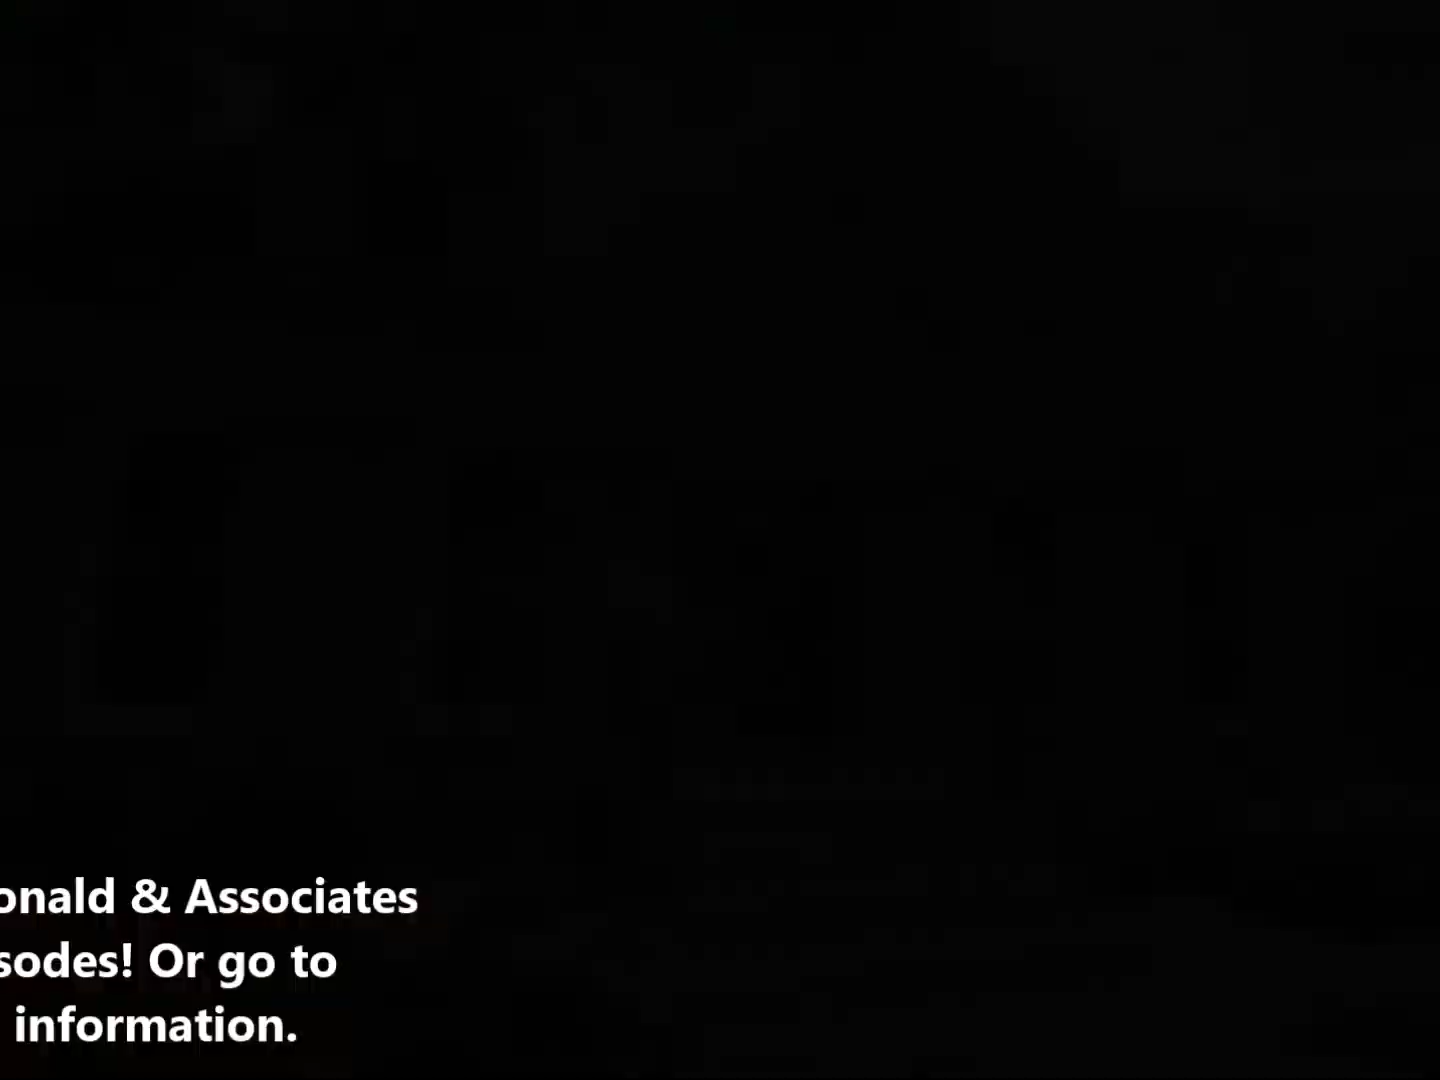 onald & Associates
sodes! Or go to
information.